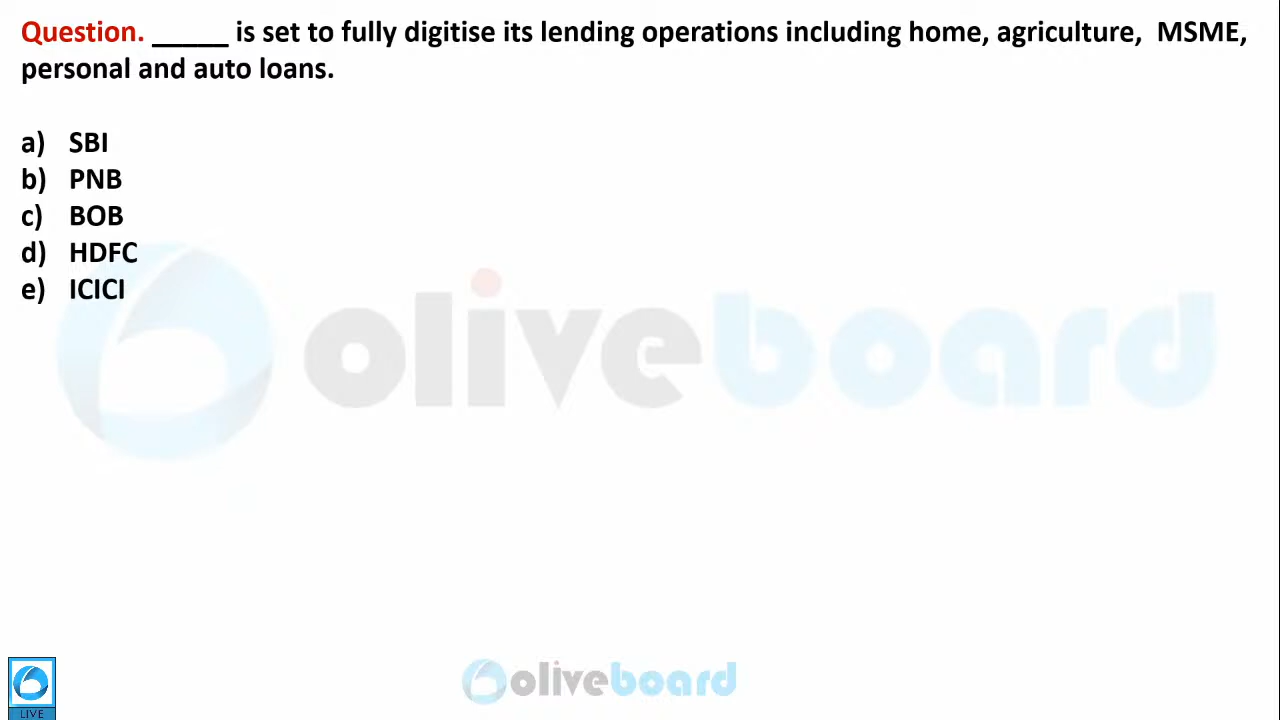 Question. _____ is set to fully digitise its lending operations including home, agriculture, MSME,
personal and auto loans.
a) SBI
b) PNB
c) BOB
d) HDFC
e) ICICI
oliveboard
oliveboard
LIVE